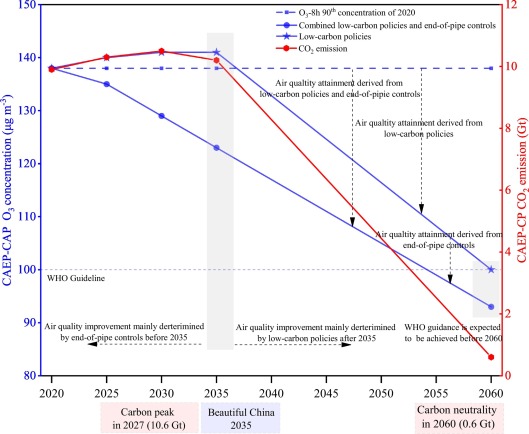 O₃-8h 90th concentration of 2020
Combined low-carbon policies and end-of-pipe controls
Low-carbon policies
CO₂ emission
150
140
130
120
110
100
90
80
CAEP-CAP O₃ concentration (μg m⁻³)
12
10
8
6
4
2
0
CAEP-CP CO₂ emission (Gt)
Air qualtity attainment derived from
low-carbon policies and end-of-pipe controls
Air qualtity attainment derived from
low-carbon policies
Air qualtity attainment derived from
end-of-pipe controls
WHO Guideline
Air quality improvement mainly derterimined
by end-of-pipe controls before 2035
Air quality improvement mainly derterimined
by low-carbon policies after 2035
WHO guidance is expected
to be achieved before 2060
2020 2025 2030 2035 2040 2045 2050 2055 2060
Carbon peak
in 2027 (10.6 Gt)
Beautiful China
2035
Carbon neutrality
in 2060 (0.6 Gt)